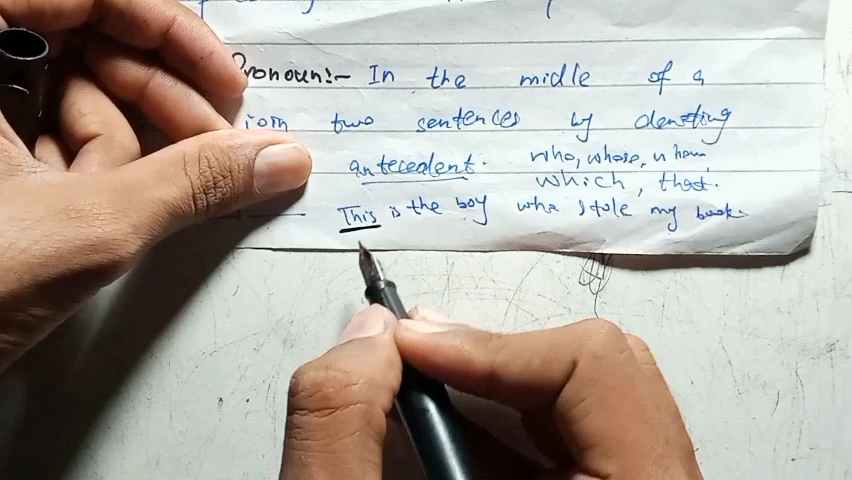 Pronoun:- In the midle of a
join two sentences by denoting
antecedent. who, whose, whom,
which, that.
This is the boy who stole my book.